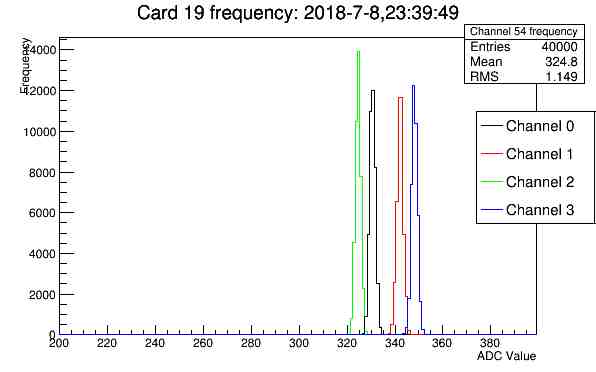 Card 19 frequency: 2018-7-8,23:39:49
Channel 54 frequency
Entries 40000
Mean 324.8
RMS 1.149
Frequency
14000
12000
10000
8000
6000
4000
2000
0
Channel 0
Channel 1
Channel 2
Channel 3
200 220 240 260 280 300 320 340 360 380
ADC Value